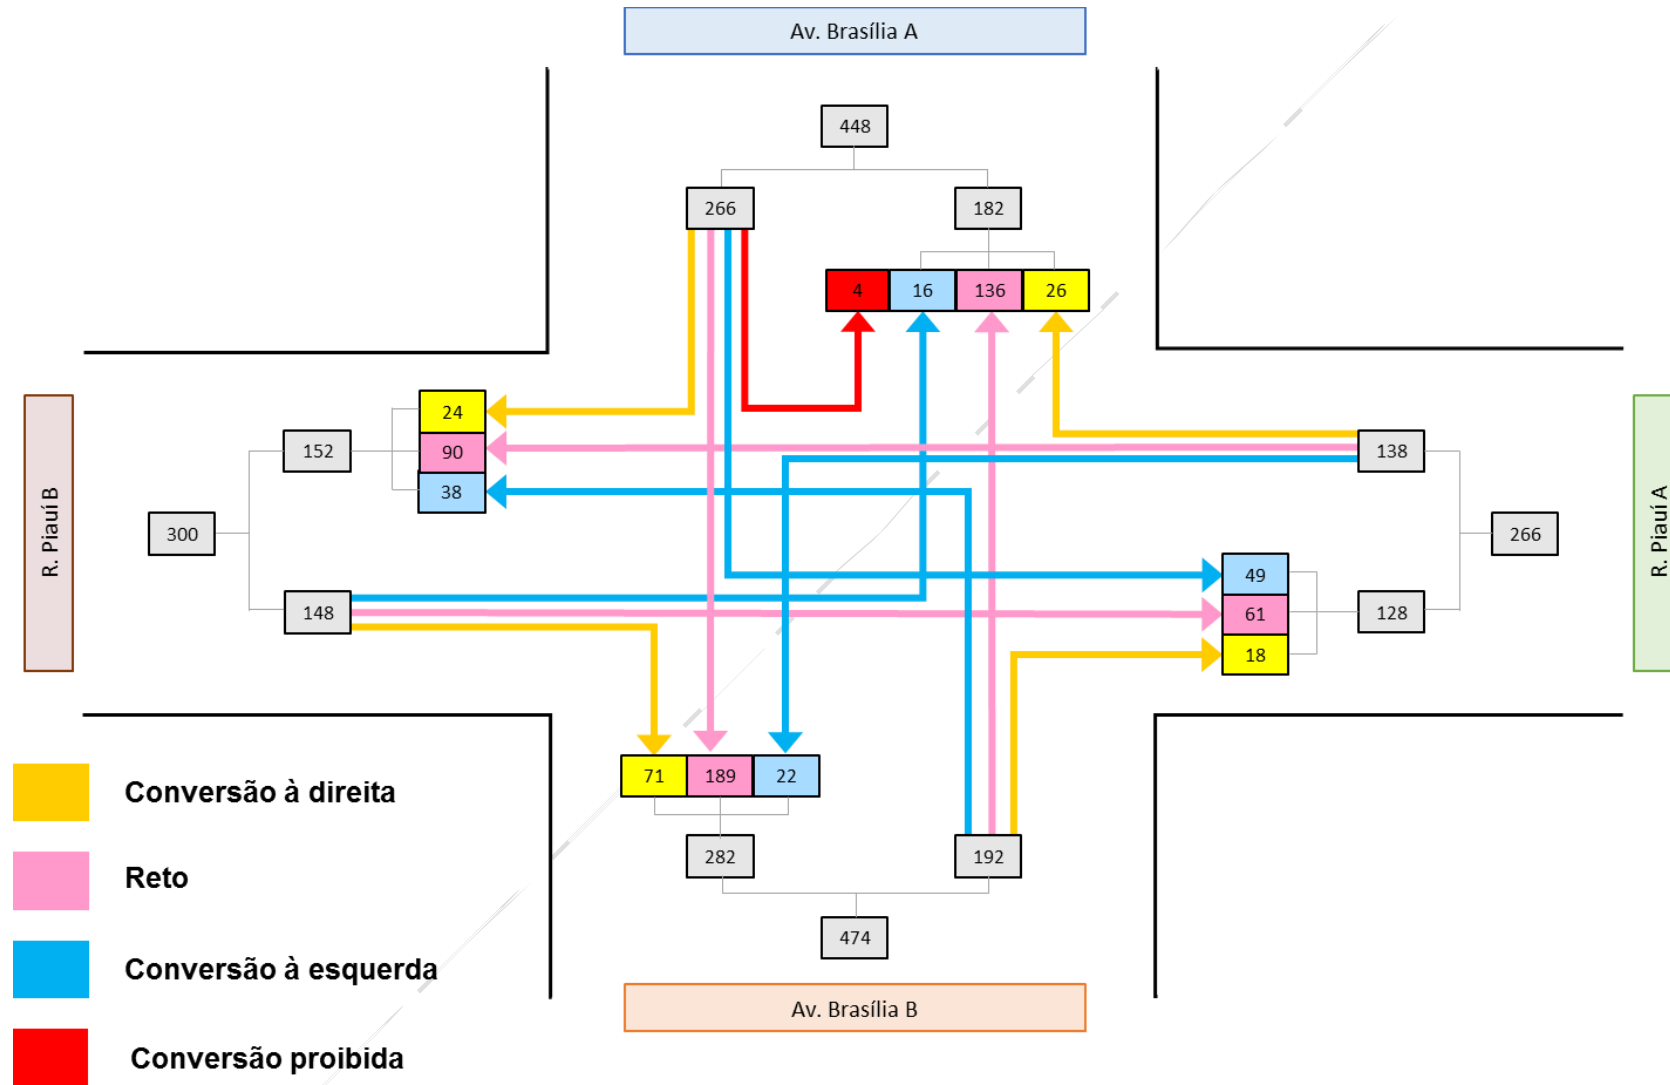 Av. Brasília A
448
266
182
4 16 136 26
24
90
38
152
300
148
R. Piauí B
138
266
49
61
18
128
R. Piauí A
71 189 22
282
192
474
Av. Brasília B
Conversão à direita
Reto
Conversão à esquerda
Conversão proibida